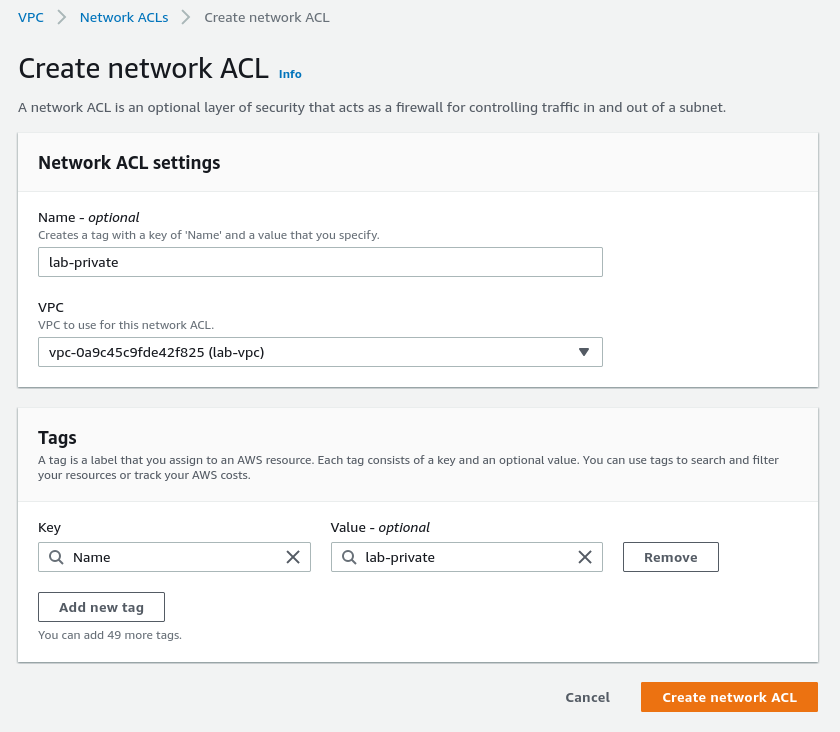 VPC > Network ACLs > Create network ACL
Create network ACL Info
A network ACL is an optional layer of security that acts as a firewall for controlling traffic in and out of a subnet.
Network ACL settings
Name - optional
Creates a tag with a key of 'Name' and a value that you specify.
lab-private
VPC
VPC to use for this network ACL.
vpc-0a9c45c9fde42f825 (lab-vpc)
Tags
A tag is a label that you assign to an AWS resource. Each tag consists of a key and an optional value. You can use tags to search and filter
your resources or track your AWS costs.
Key Value - optional
Name lab-private Remove
Add new tag
You can add 49 more tags.
Cancel Create network ACL